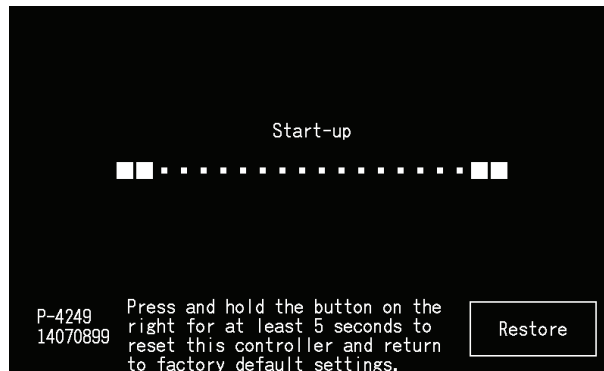 Start-up
P-4249
14070899
Press and hold the button on the
right for at least 5 seconds to
reset this controller and return
to factory default settings.
Restore